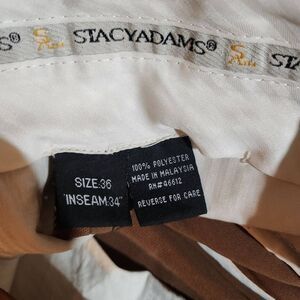 STACYADAMS®
SIZE:36
INSEAM:34"
100% POLYESTER
MADE IN MALAYSIA
RN#46612
REVERSE FOR CARE